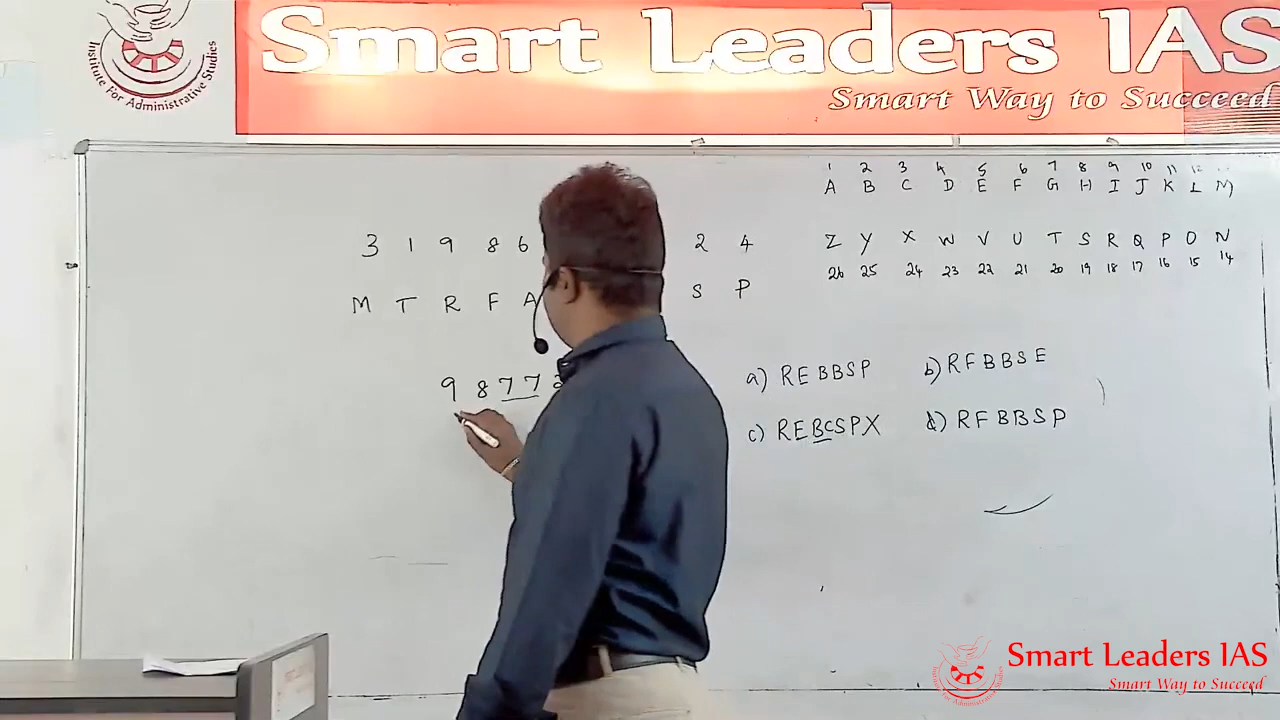 Smart Leaders IAS
Smart Way to Succeed
Institute For Administrative Studies
1 2 3 4 5 6 7 8 9 10 11 12
A B C D E F G H I J K L M
3 1 9 8 6 2 4
Z Y X W V U T S R Q P O N
26 25 24 23 22 21 20 19 18 17 16 15 14
M T R F A S P
9 8 7 7 2
a) REBBSP b) RFBBSE
c) REBCSPX d) RFBBSP
Smart Leaders IAS
Smart Way to Succeed